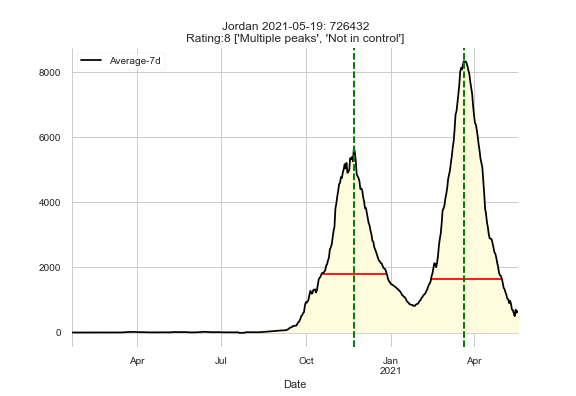 Jordan 2021-05-19: 726432
Rating:8 ['Multiple peaks', 'Not in control']
Average-7d
8000
6000
4000
2000
0
Apr
Jul
Oct
Jan
2021
Apr
Date